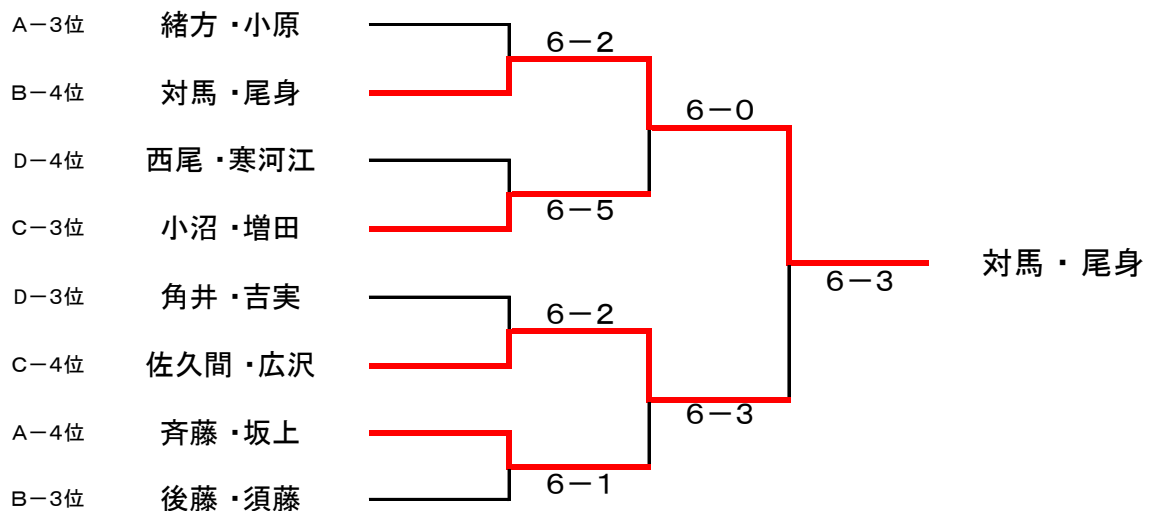 A－3位 緒方 ・小原
6－2
B－4位 対馬 ・尾身
6－0
D－4位 西尾 ・寒河江
6－5
C－3位 小沼 ・増田
対馬 ・ 尾身
6－3
D－3位 角井 ・吉実
6－2
C－4位 佐久間 ・広沢
6－3
A－4位 斉藤 ・坂上
6－1
B－3位 後藤 ・須藤